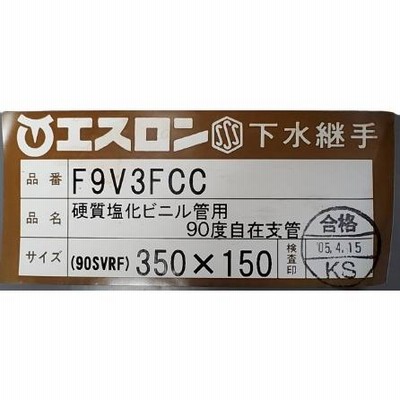 エスロン SSS 下水継手
品番 F9V3FCC
品名 硬質塩化ビニル管用
90度自在支管
サイズ (90SVRF) 350×150
検査印
合格
'05.4.15
KS